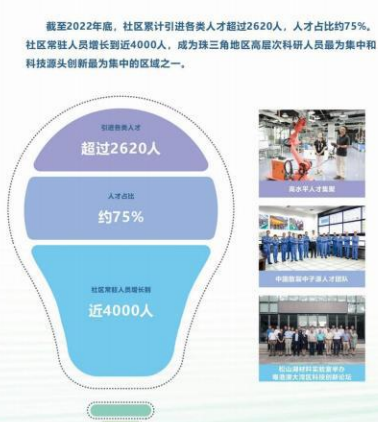 截至2022年底，社区累计引进各类人才超过2620人，人才占比约75%。
社区常驻人员增长到近4000人，成为珠三角地区高层次科研人员最为集中和
科技源头创新最为集中的区域之一。
引进各类人才
超过2620人
人才占比
约75%
社区常驻人员增长到
近4000人
高水平人才集聚
中国散裂中子源人才团队
松山湖材料实验室举办
粤港澳大湾区科技创新论坛